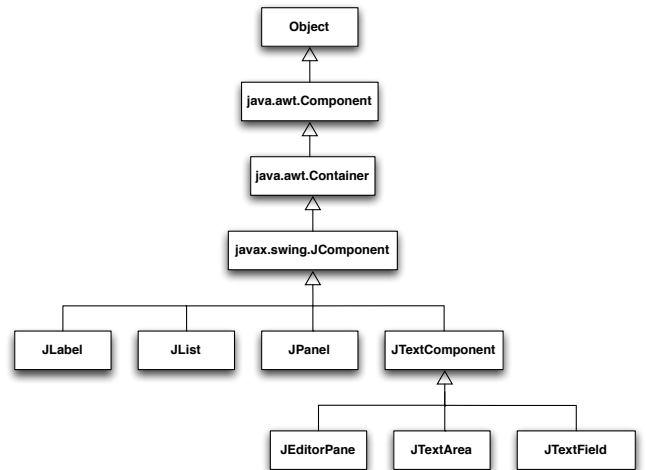 Object
java.awt.Component
java.awt.Container
javax.swing.JComponent
JLabel
JList
JPanel
JTextComponent
JEditorPane
JTextArea
JTextField